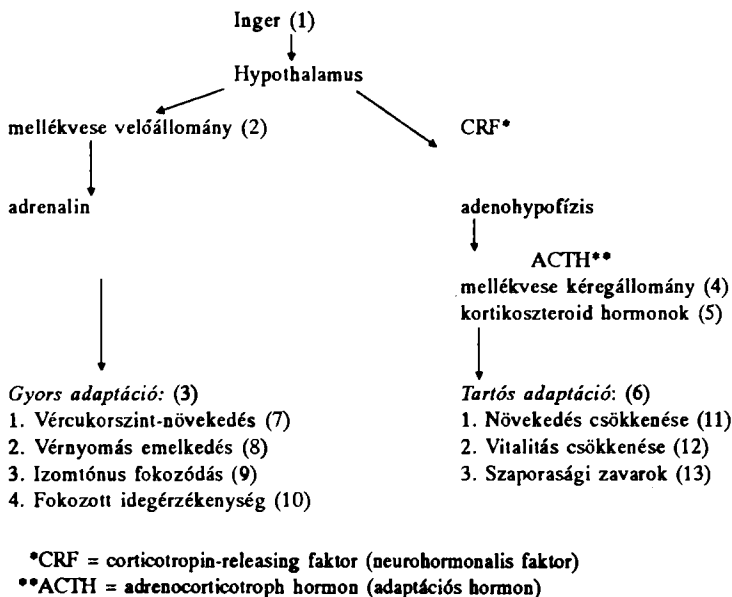 Inger (1)
Hypothalamus
mellékvese velőállomány (2)
CRF*
adrenalin
adenohypofízis
ACTH**
mellékvese kéregállomány (4)
kortikoszteroid hormonok (5)
Gyors adaptáció: (3)
1. Vércukorszint-növekedés (7)
2. Vérnyomás emelkedés (8)
3. Izomtónus fokozódás (9)
4. Fokozott idegérzékenység (10)
Tartós adaptáció: (6)
1. Növekedés csökkenése (11)
2. Vitalitás csökkenése (12)
3. Szaporasági zavarok (13)
*CRF = corticotropin-releasing faktor (neurohormonalis faktor)
**ACTH = adrenocorticotroph hormon (adaptációs hormon)